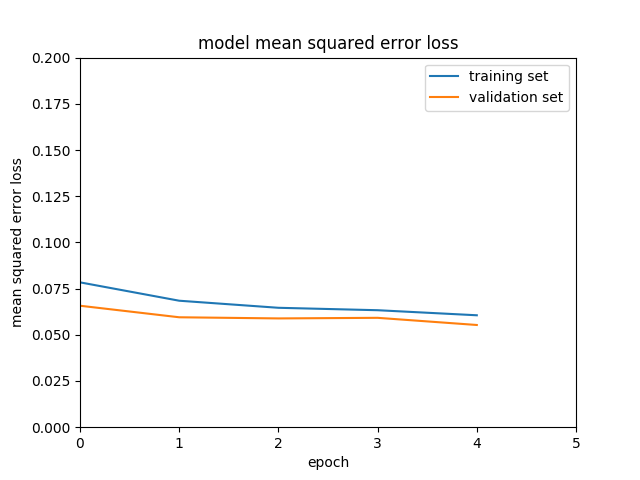 model mean squared error loss
training set
validation set
mean squared error loss
0.200
0.175
0.150
0.125
0.100
0.075
0.050
0.025
0.000
0 1 2 3 4 5
epoch